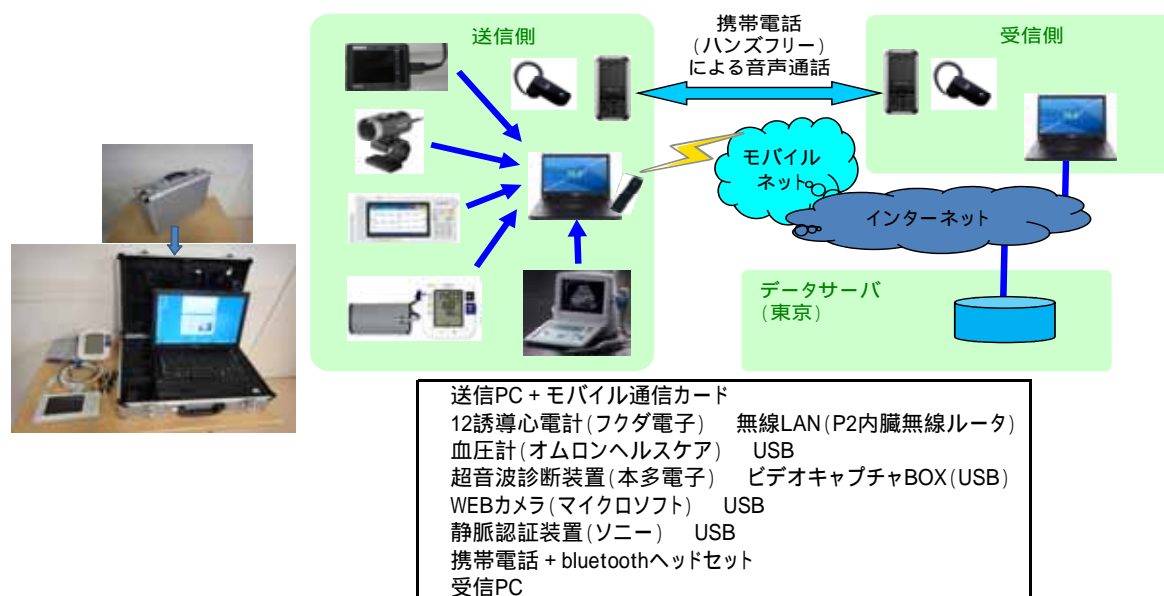 送信側
携帯電話
(ハンズフリー)
による音声通話
受信側
モバイル
ネット
インターネット
データサーバ
(東京)
送信PC + モバイル通信カード
12誘導心電計(フクダ電子) 無線LAN(P2内臓無線ルータ)
血圧計(オムロンヘルスケア) USB
超音波診断装置(本多電子) ビデオキャプチャBOX(USB)
WEBカメラ(マイクロソフト) USB
静脈認証装置(ソニー) USB
携帯電話 + bluetoothヘッドセット
受信PC